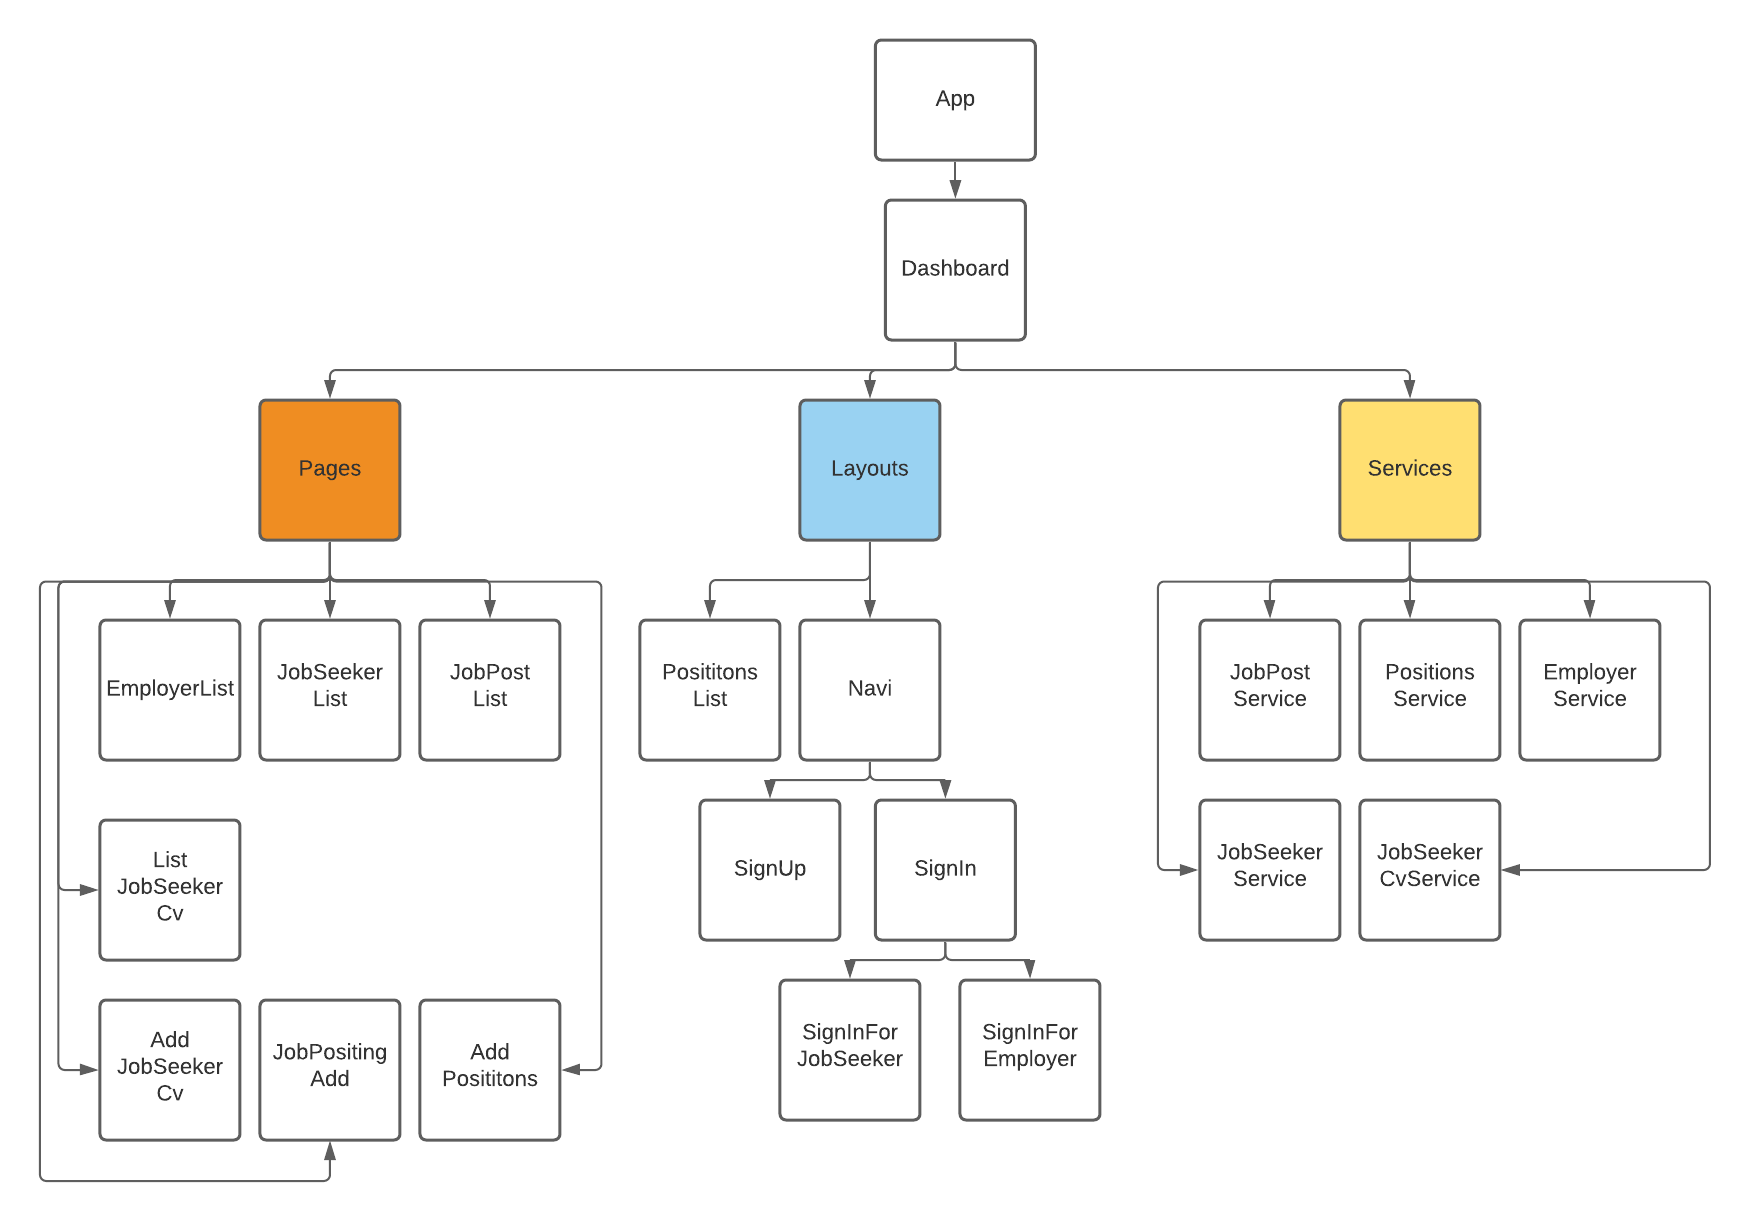 App
Dashboard
Pages
Layouts
Services
EmployerList
JobSeeker
List
JobPost
List
Posititons
List
Navi
JobPost
Service
Positions
Service
Employer
Service
List
JobSeeker
Cv
SignUp
SignIn
JobSeeker
Service
JobSeeker
CvService
Add
JobSeeker
Cv
JobPositing
Add
Add
Posititons
SignInFor
JobSeeker
SignInFor
Employer